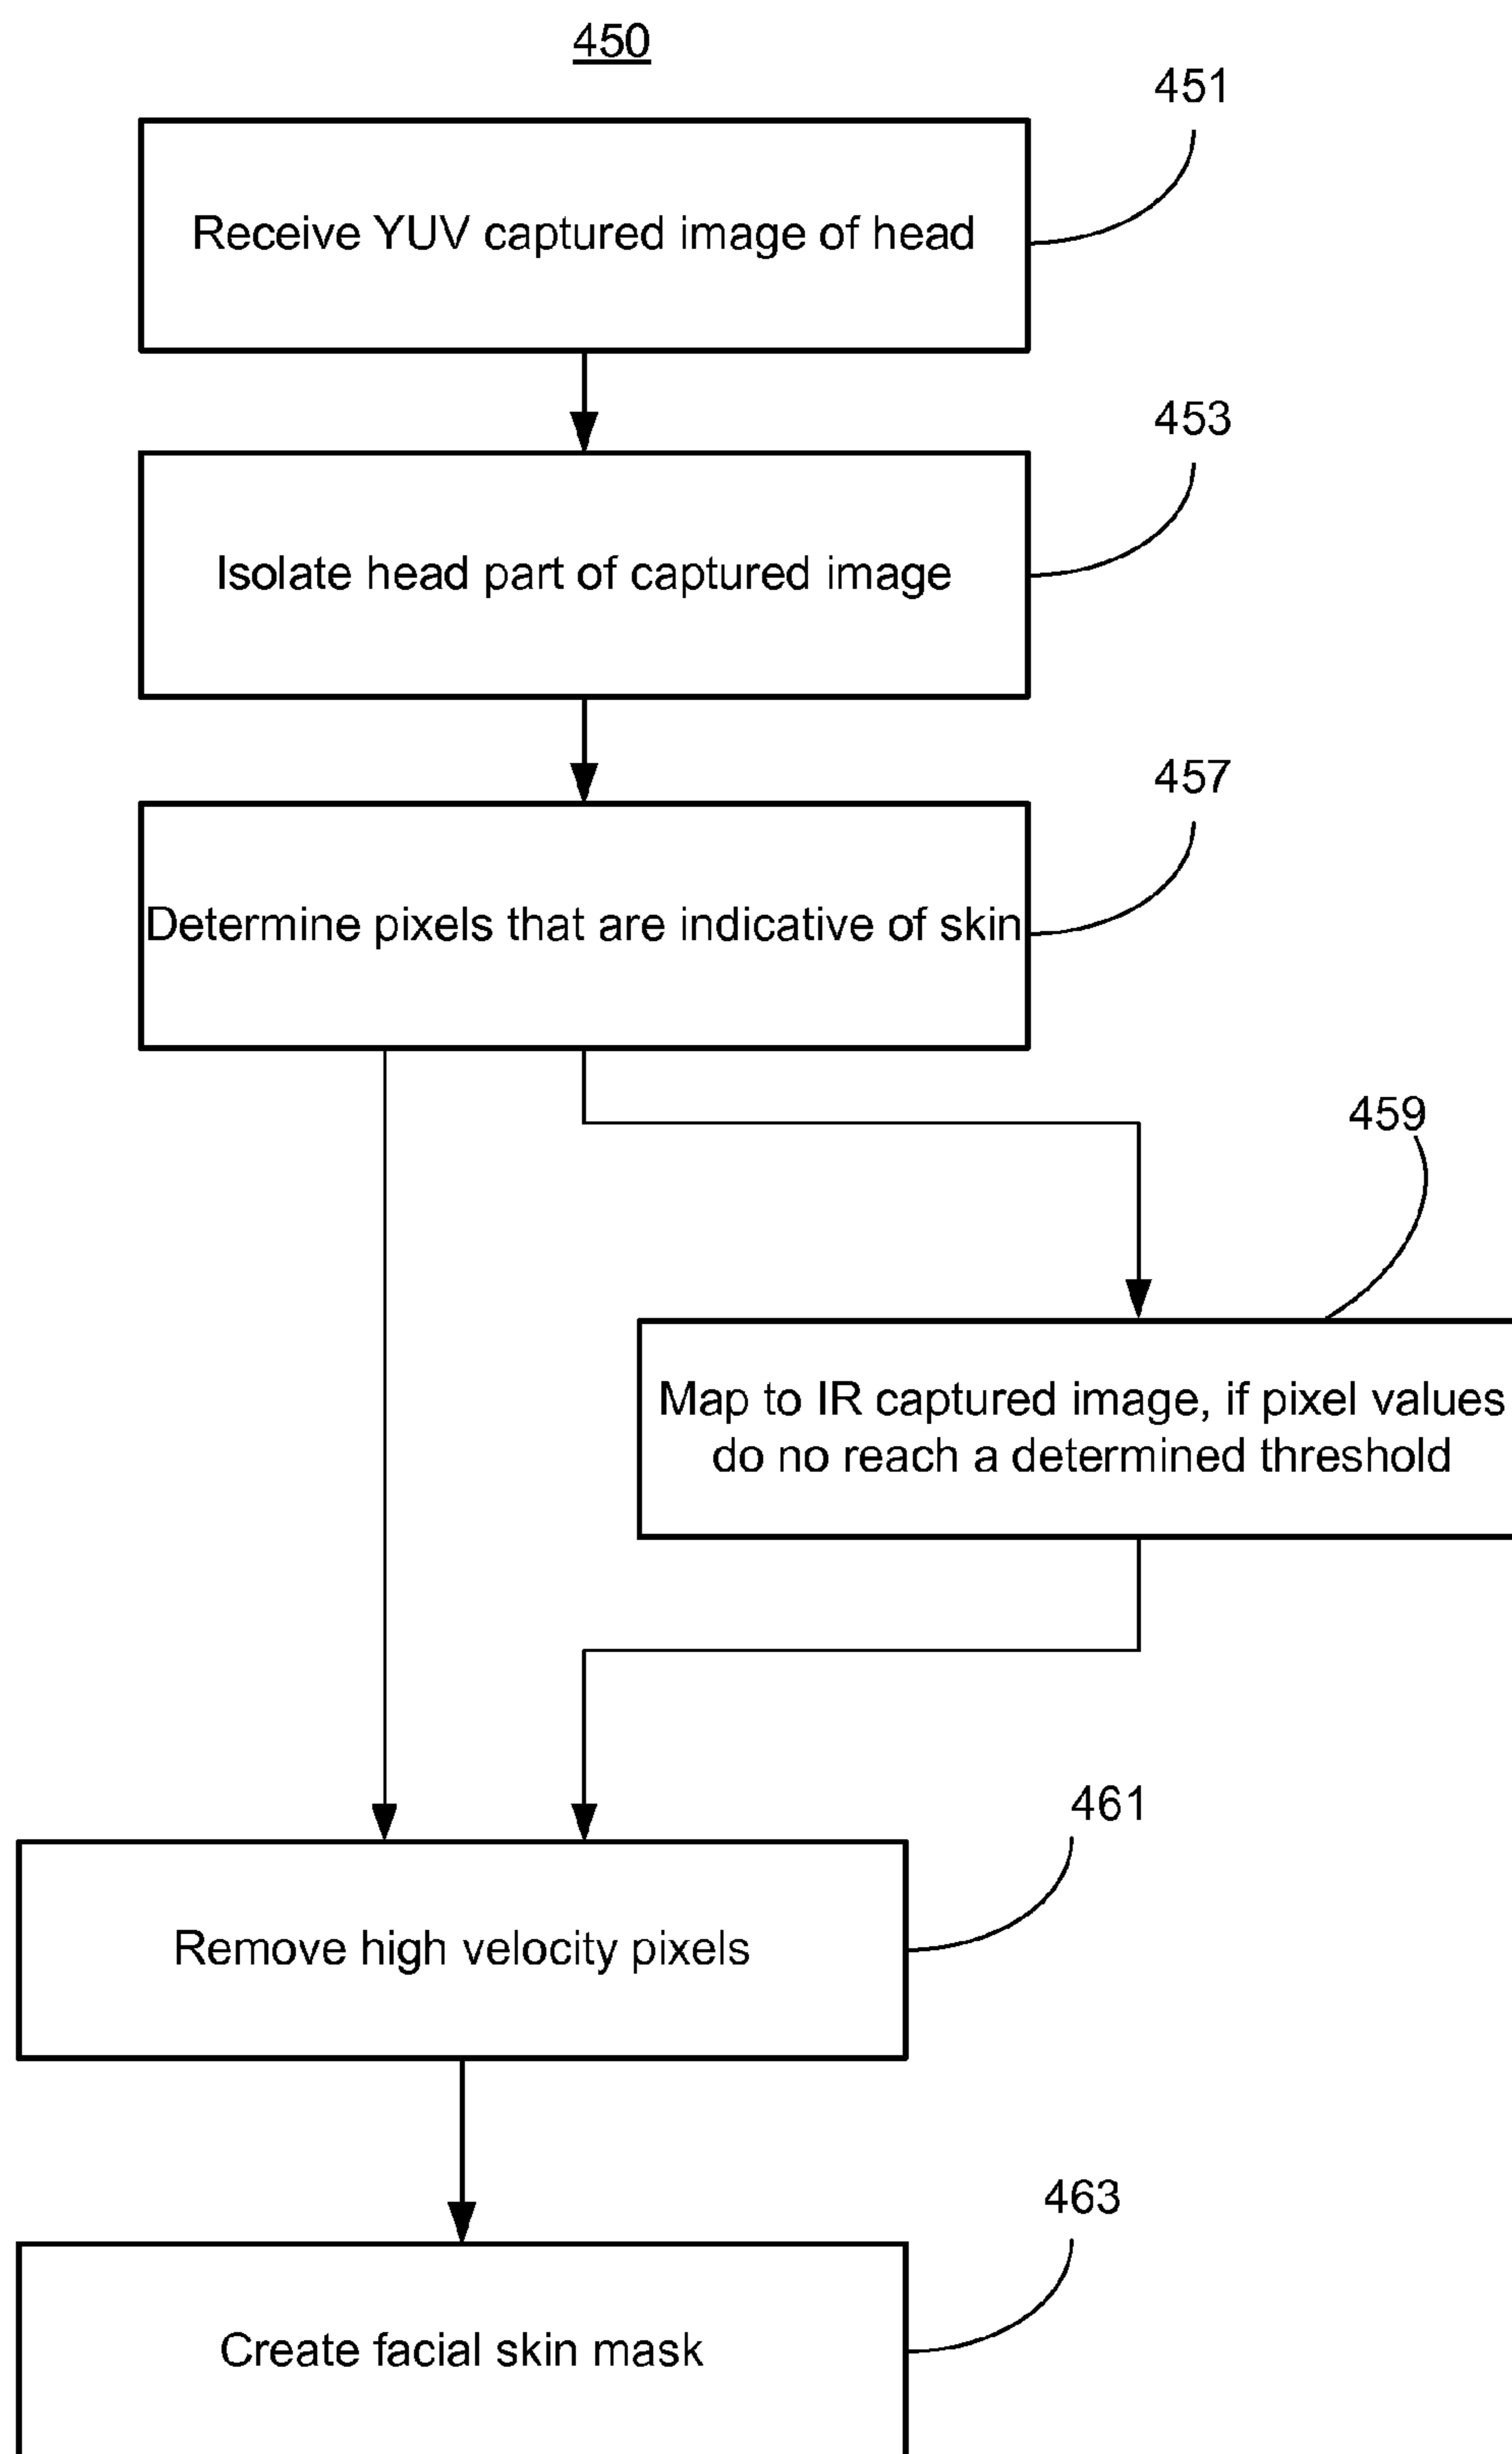 450
451
Receive YUV captured image of head
453
Isolate head part of captured image
457
Determine pixels that are indicative of skin
459
Map to IR captured image, if pixel values
do no reach a determined threshold
461
Remove high velocity pixels
463
Create facial skin mask